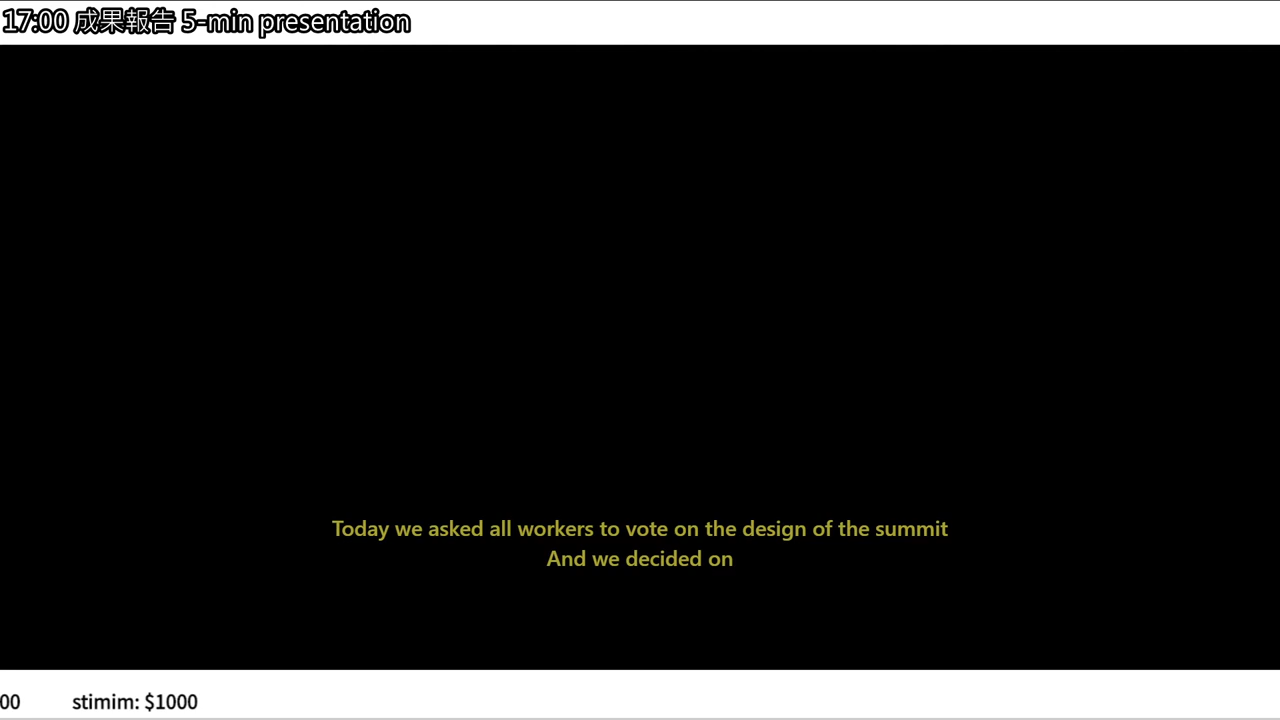 17:00 成果報告 5-min presentation
Today we asked all workers to vote on the design of the summit
And we decided on
00 stimim: $1000